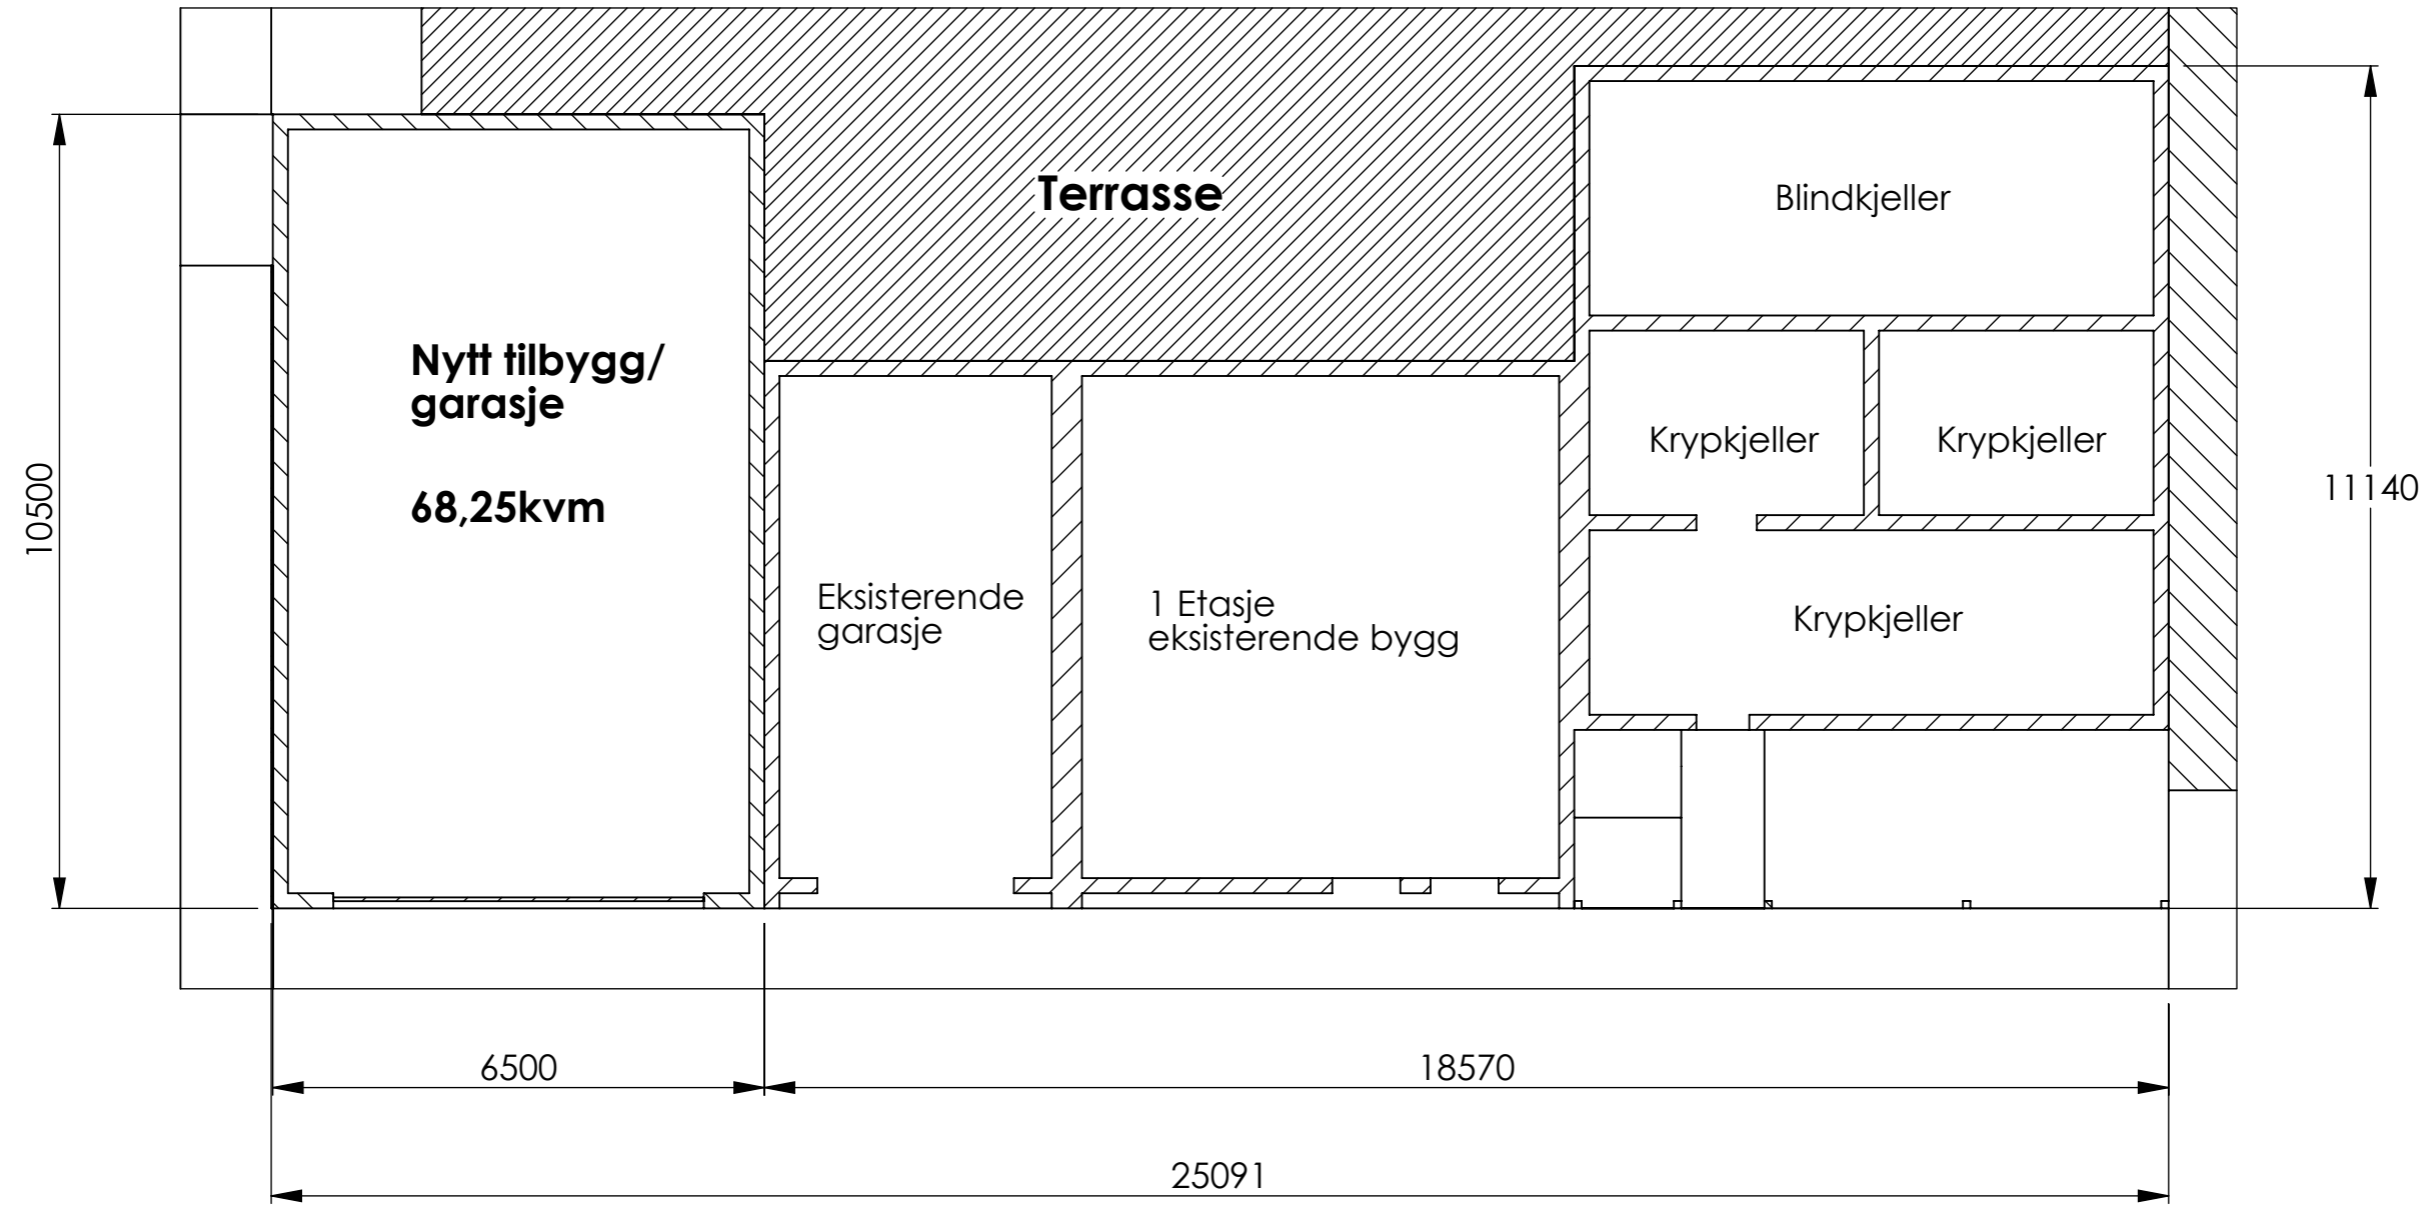 Terrasse
Blindkjeller
Nytt tilbygg/
garasje
68,25kvm
Krypkjeller
Krypkjeller
10500
11140
Eksisterende
garasje
1 Etasje
eksisterende bygg
Krypkjeller
6500
18570
25091